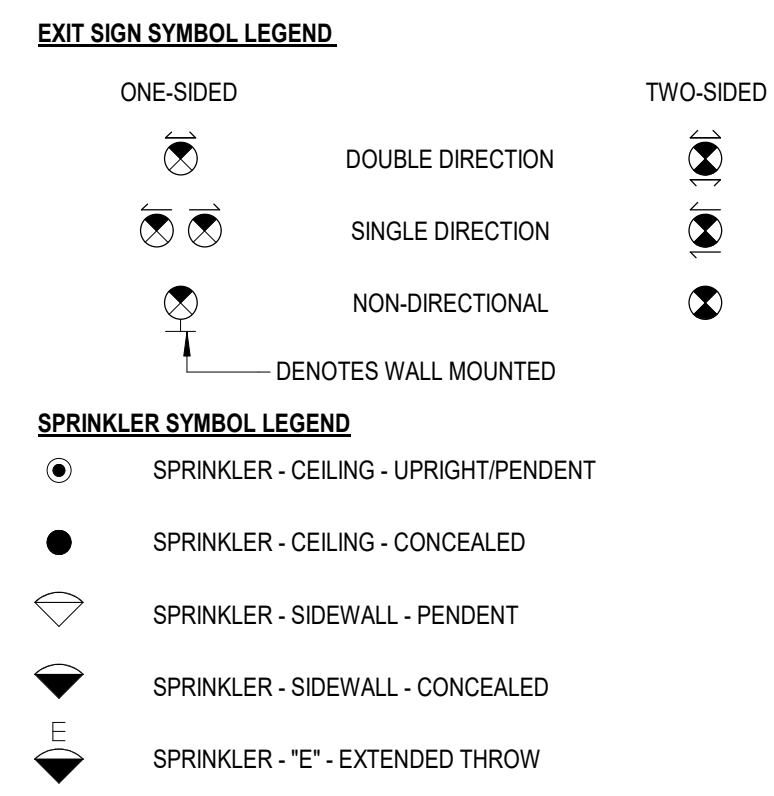 EXIT SIGN SYMBOL LEGEND
ONE-SIDED TWO-SIDED
DOUBLE DIRECTION
SINGLE DIRECTION
NON-DIRECTIONAL
DENOTES WALL MOUNTED
SPRINKLER SYMBOL LEGEND
SPRINKLER - CEILING - UPRIGHT/PENDENT
SPRINKLER - CEILING - CONCEALED
SPRINKLER - SIDEWALL - PENDENT
SPRINKLER - SIDEWALL - CONCEALED
E
SPRINKLER - "E" - EXTENDED THROW